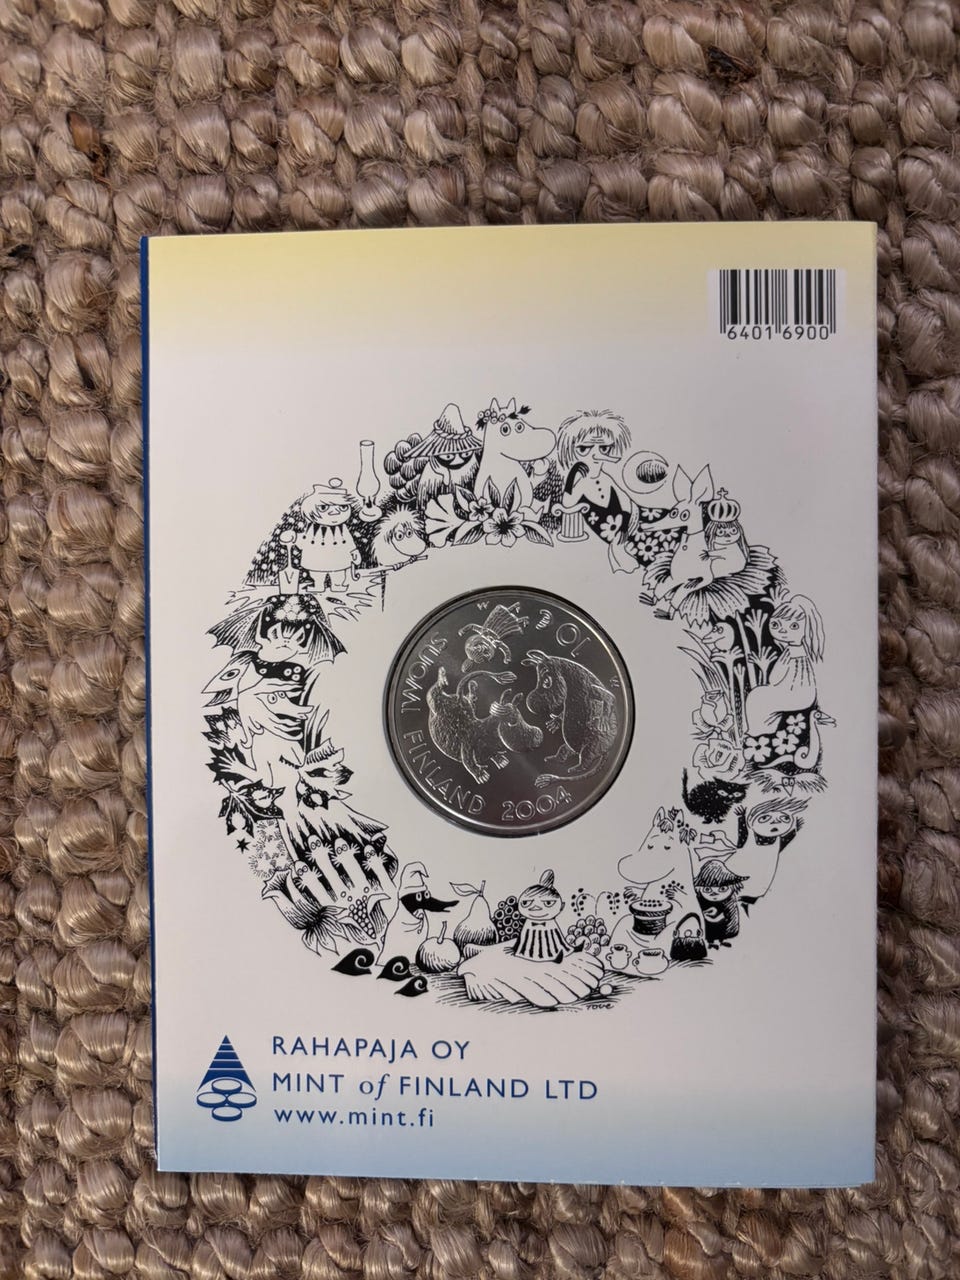 6401 6900
10 €
SUOMI FINLAND 2004
M
TOVE
RAHAPAJA OY
MINT of FINLAND LTD
www.mint.fi